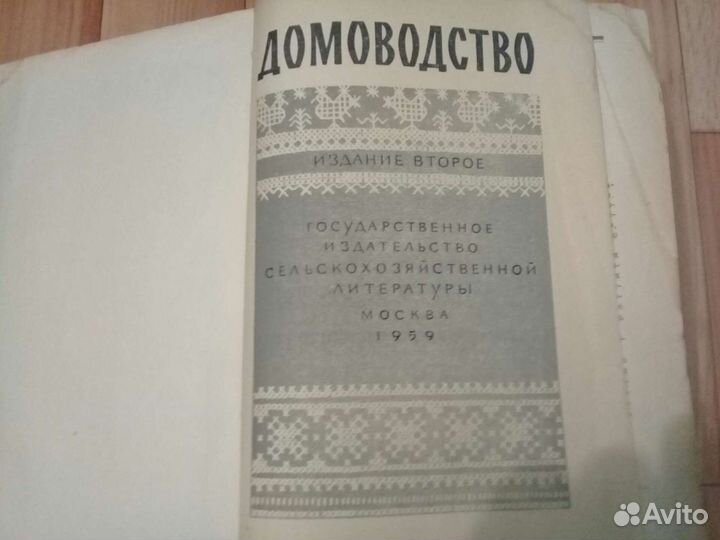 ДОМОВОДСТВО
ИЗДАНИЕ ВТОРОЕ
ГОСУДАРСТВЕННОЕ
ИЗДАТЕЛЬСТВО
СЕЛЬСКОХОЗЯЙСТВЕННОЙ
ЛИТЕРАТУРЫ
МОСКВА
1959
Avito